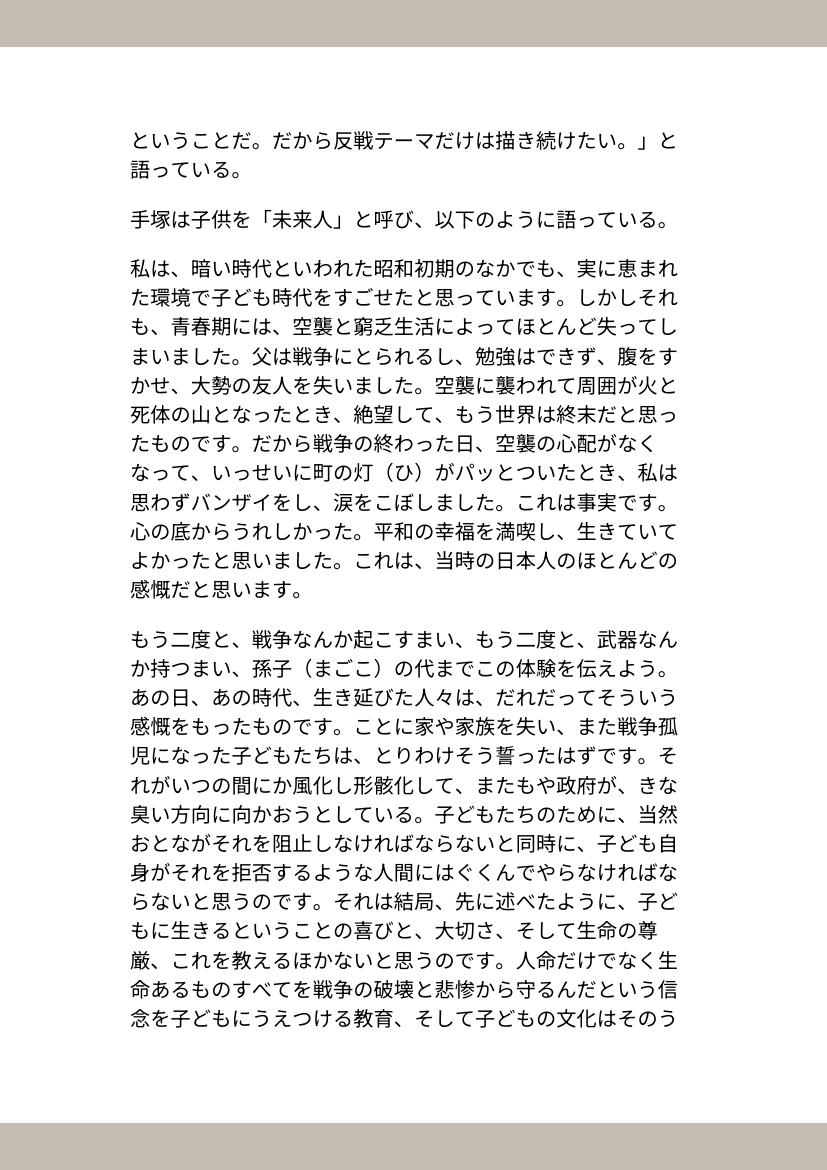 ということだ。だから反戦テーマだけは描き続けたい。」と
語っている。
手塚は子供を「未来人」と呼び、以下のように語っている。
私は、暗い時代といわれた昭和初期のなかでも、実に恵まれ
た環境で子ども時代をすごせたと思っています。しかしそれ
も、青春期には、空襲と窮乏生活によってほとんど失ってし
まいました。父は戦争にとられるし、勉強はできず、腹をす
かせ、大勢の友人を失いました。空襲に襲われて周囲が火と
死体の山となったとき、絶望して、もう世界は終末だと思っ
たものです。だから戦争の終わった日、空襲の心配がなく
なって、いっせいに町の灯（ひ）がパッとついたとき、私は
思わずバンザイをし、涙をこぼしました。これは事実です。
心の底からうれしかった。平和の幸福を満喫し、生きていて
よかったと思いました。これは、当時の日本人のほとんどの
感慨だと思います。
もう二度と、戦争なんか起こすまい、もう二度と、武器なん
か持つまい、孫子（まごこ）の代までこの体験を伝えよう。
あの日、あの時代、生き延びた人々は、だれだってそういう
感慨をもったものです。ことに家や家族を失い、また戦争孤
児になった子どもたちは、とりわけそう誓ったはずです。そ
れがいつの間にか風化し形骸化して、またもや政府が、きな
臭い方向に向かおうとしている。子どもたちのために、当然
おとながそれを阻止しなければならないと同時に、子ども自
身がそれを拒否するような人間にはぐくんでやらなければな
らないと思うのです。それは結局、先に述べたように、子ど
もに生きるということの喜びと、大切さ、そして生命の尊
厳、これを教えるほかないと思うのです。人命だけでなく生
命あるものすべてを戦争の破壊と悲惨から守るんだという信
念を子どもにうえつける教育、そして子どもの文化はそのう